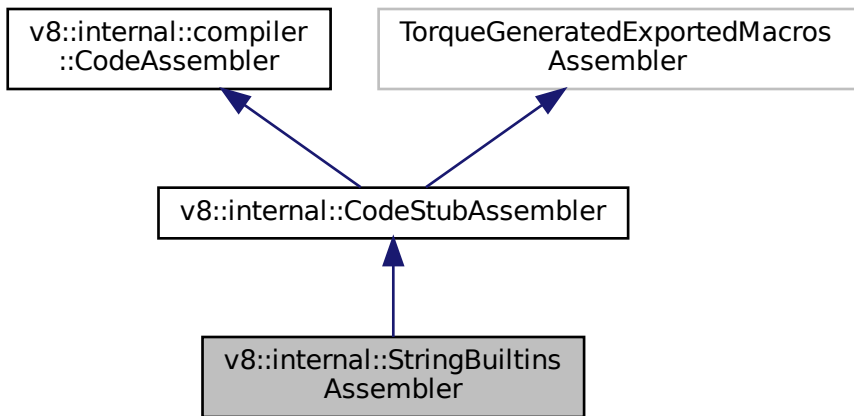 v8::internal::compiler
::CodeAssembler
TorqueGeneratedExportedMacros
Assembler
v8::internal::CodeStubAssembler
v8::internal::StringBuiltins
Assembler